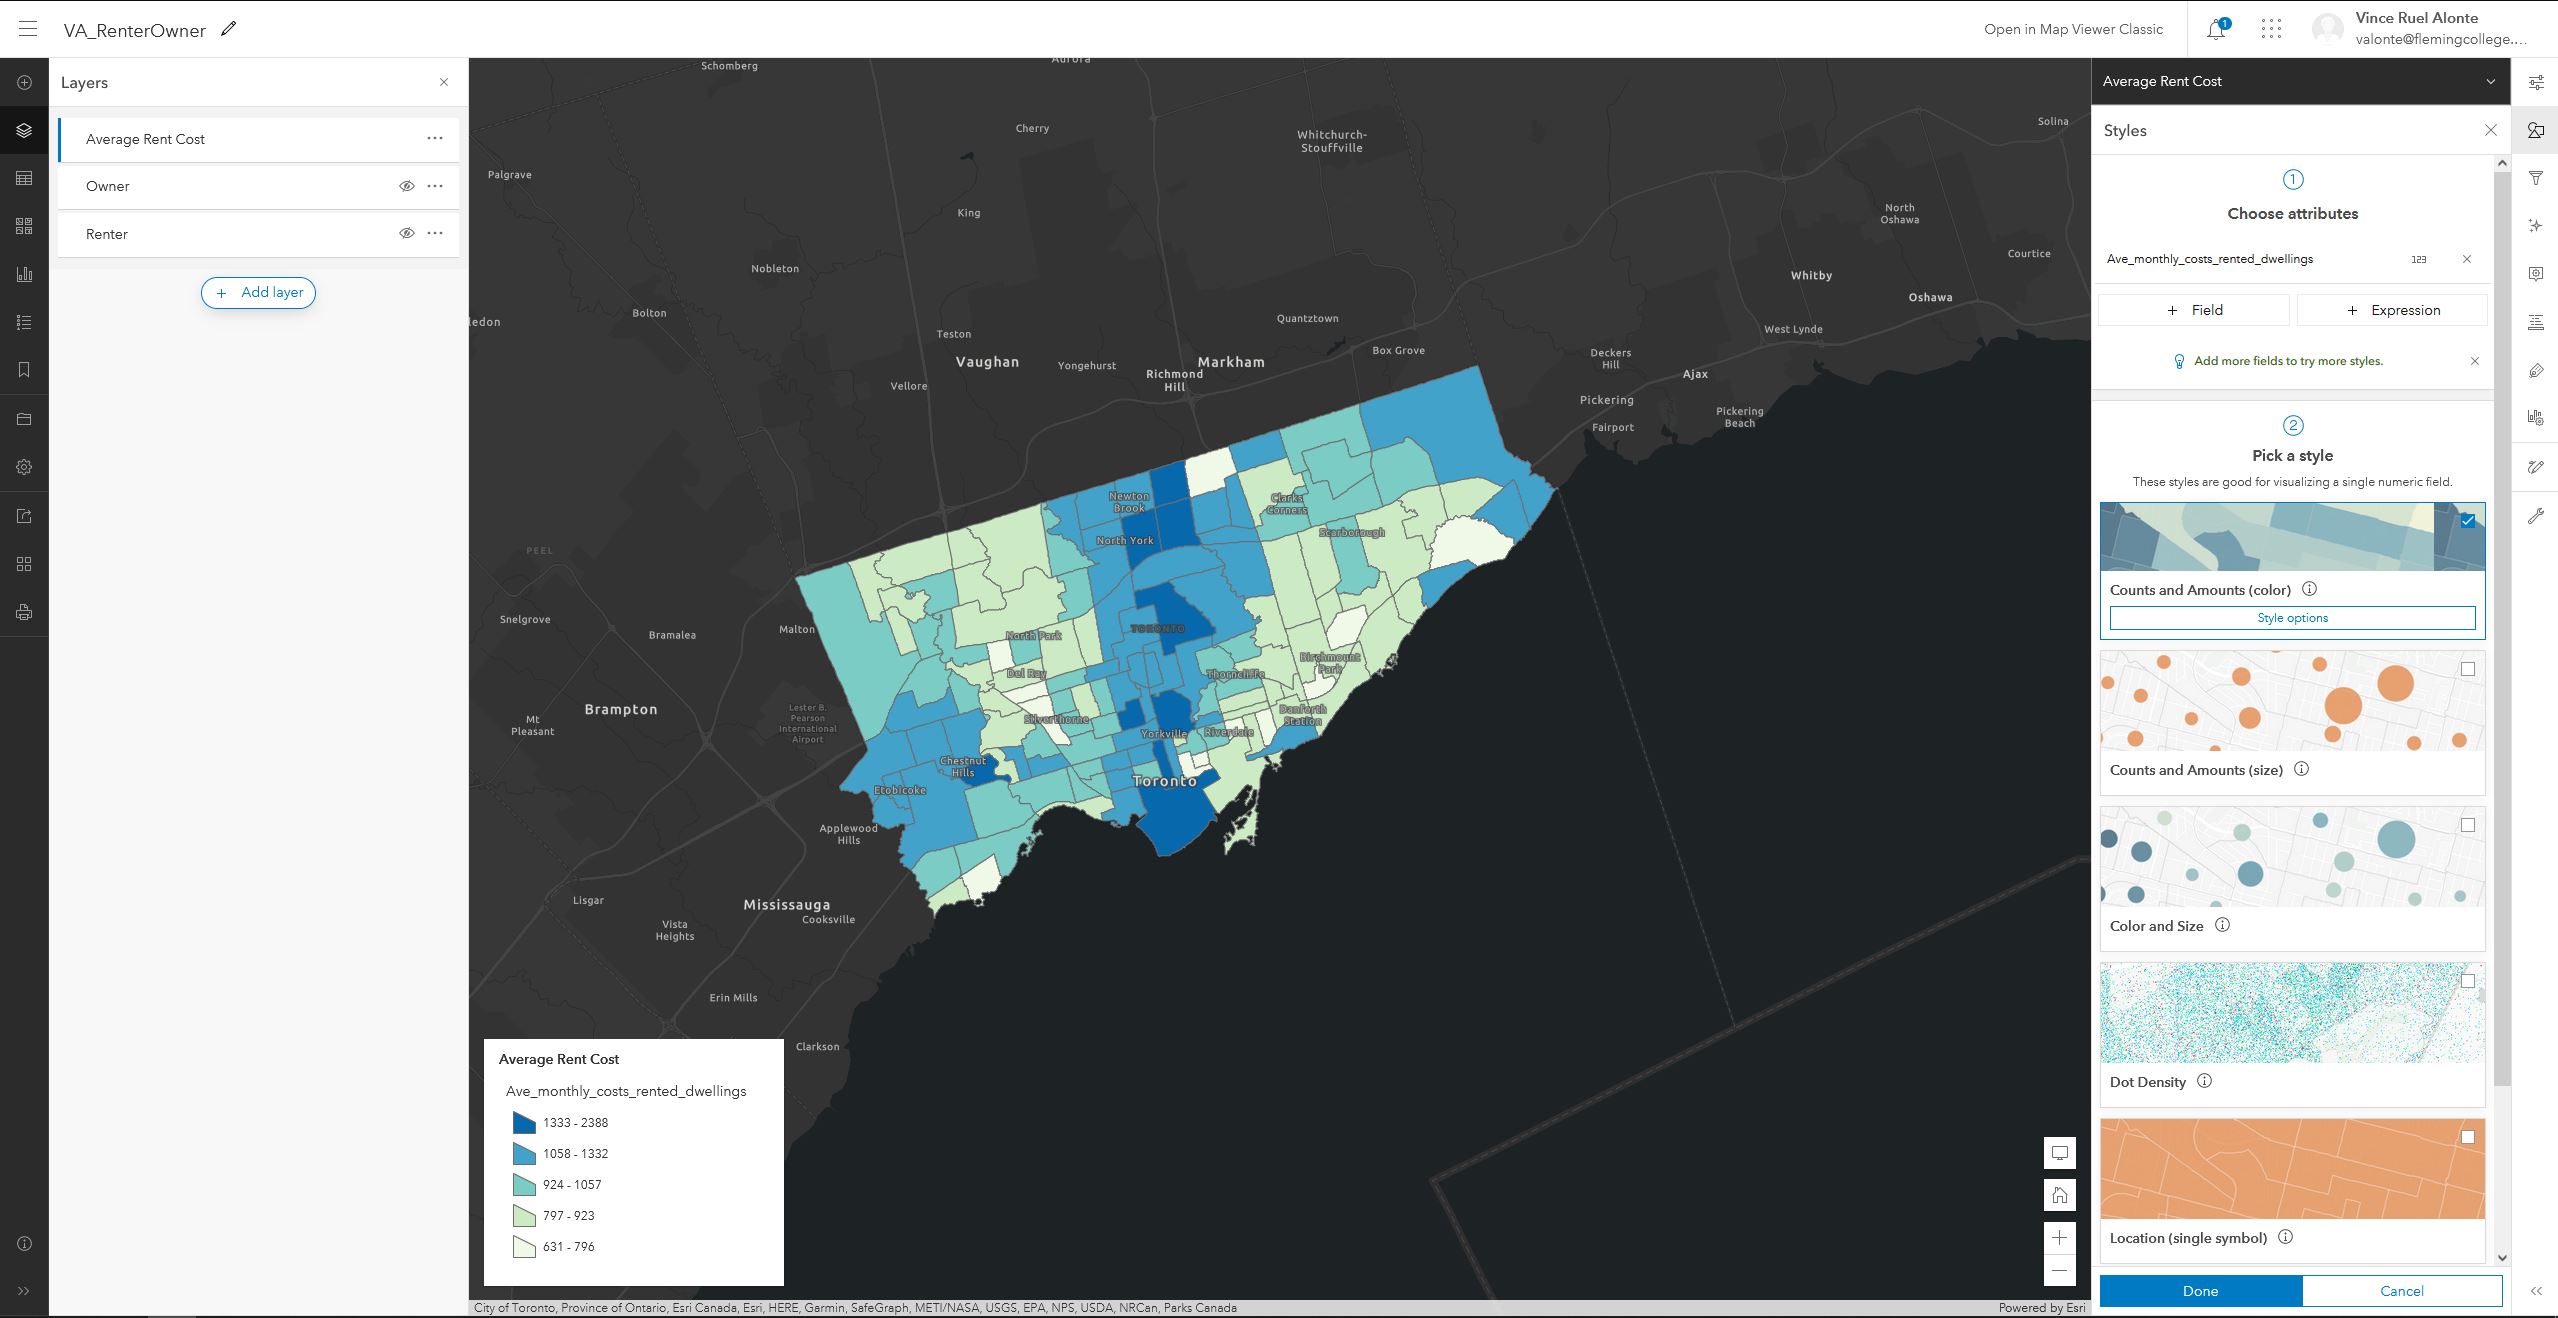 VA_RenterOwner
Open in Map Viewer Classic
1
Vince Ruel Alonte
valonte@flemingcollege....
Layers
Average Rent Cost
Owner
Renter
+ Add layer
Schomberg
Aurora
Cherry
Whitchurch-
Stouffville
Solina
Palgrave
King
North
Oshawa
Nobleton
Courtice
Whitby
Oshawa
Bolton
ledon
Teston
Quantztown
West Lynde
Vaughan
Yongehurst
Markham
Box Grove
Richmond
Hill
Deckers
Hill
Vellore
Ajax
Pickering
Pickering
Beach
Fairport
Newton
Brook
Clarks
Corners
North York
Scarborough
PEEL
Snelgrove
Bramalea
Malton
North Park
TORONTO
Del Ray
Thorncliffe
Birchmount
Park
Brampton
Mt
Pleasant
Lester B.
Pearson
International
Airport
Silverthorne
Yorkville
Riverdale
Danforth
Station
Chestnut
Hills
Etobicoke
Toronto
Applewood
Hills
Mississauga
Cooksville
Lisgar
Vista
Heights
Erin Mills
Clarkson
Average Rent Cost
Ave_monthly_costs_rented_dwellings
1333 - 2388
1058 - 1332
924 - 1057
797 - 923
631 - 796
City of Toronto, Province of Ontario, Esri Canada, Esri, HERE, Garmin, SafeGraph, METI/NASA, USGS, EPA, NPS, USDA, NRCan, Parks Canada
Powered by Esri
Average Rent Cost
Styles
1
Choose attributes
Ave_monthly_costs_rented_dwellings 123
+ Field
+ Expression
Add more fields to try more styles.
2
Pick a style
These styles are good for visualizing a single numeric field.
Counts and Amounts (color)
Style options
Counts and Amounts (size)
Color and Size
Dot Density
Location (single symbol)
Done
Cancel